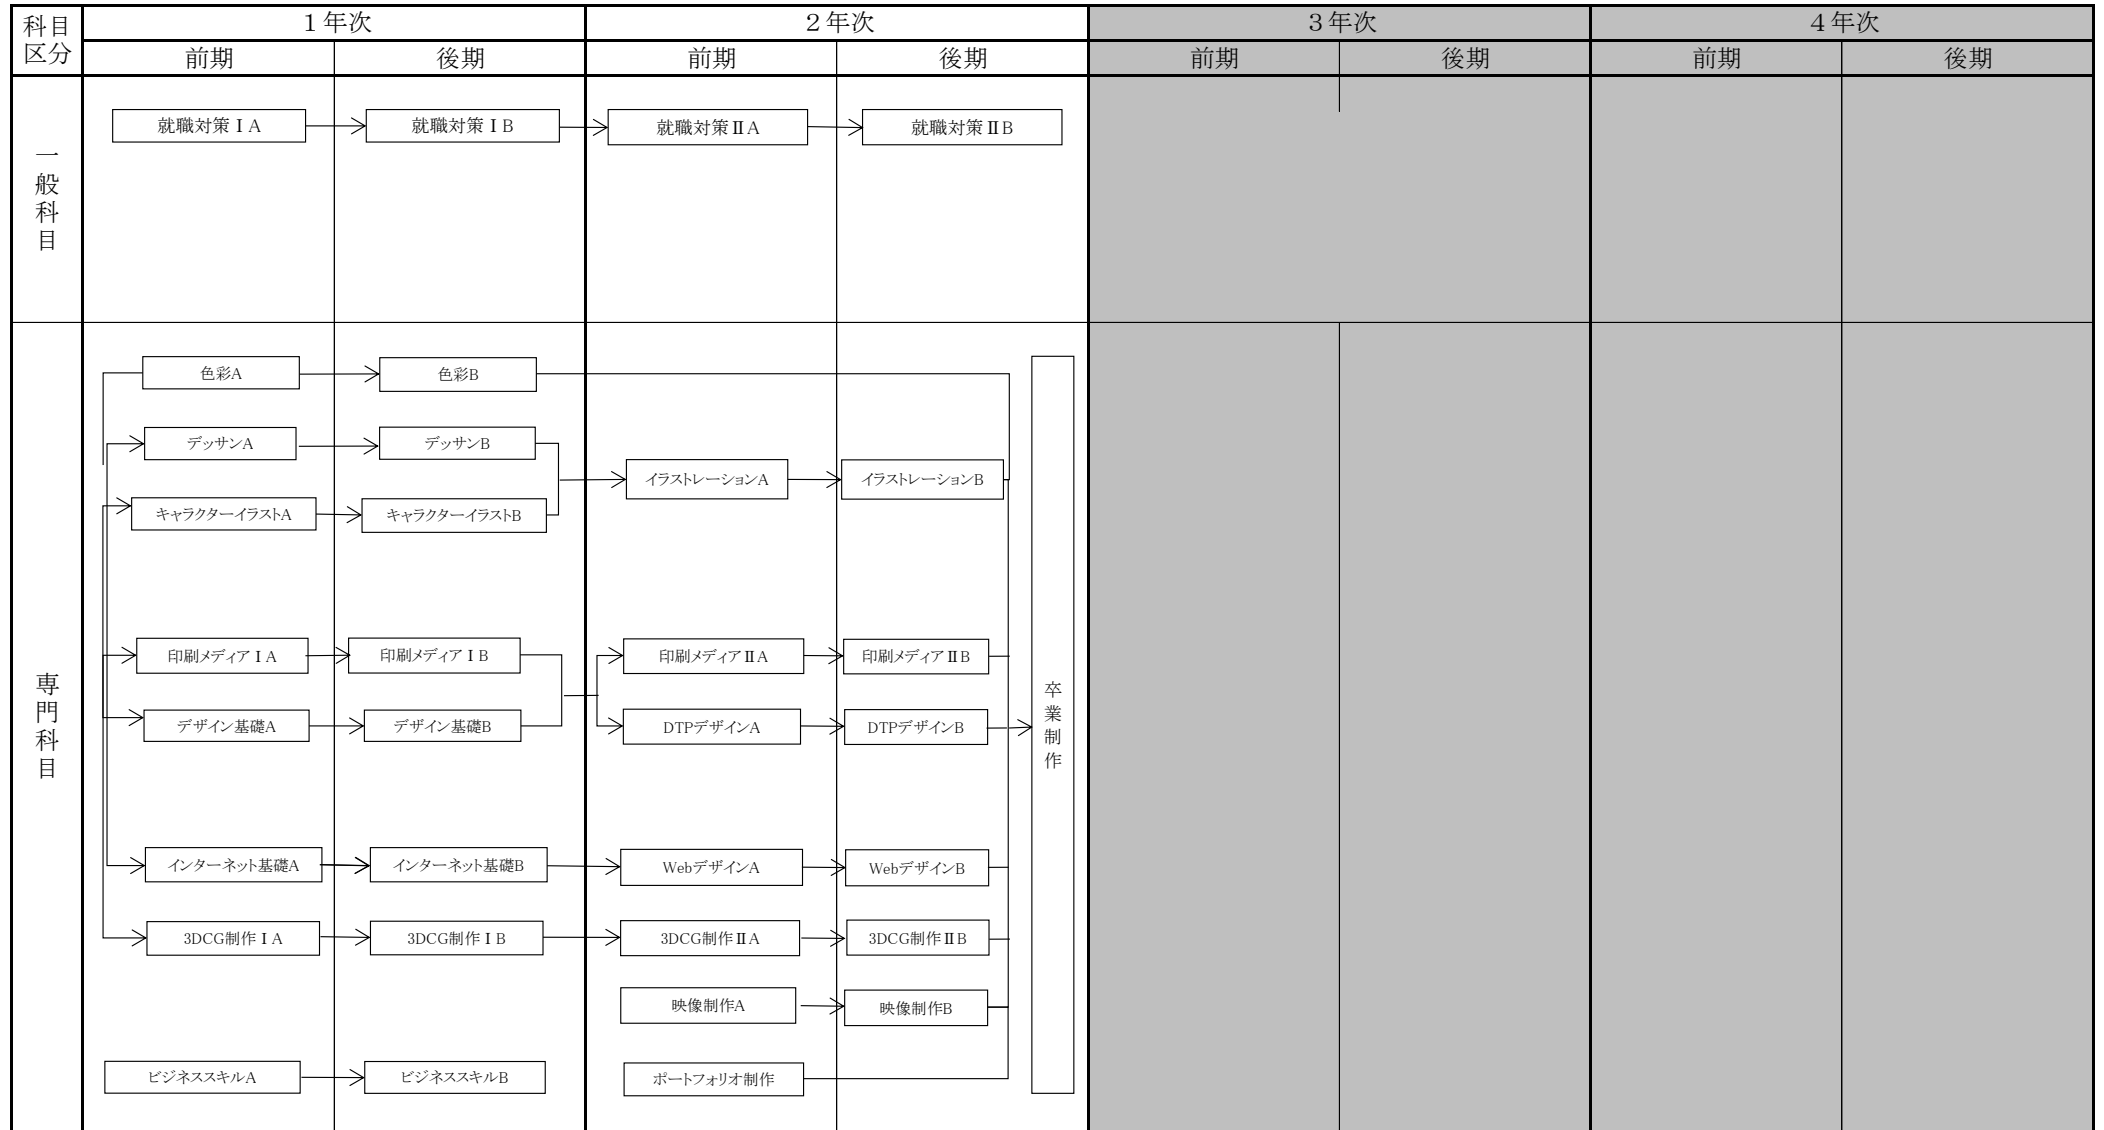 科目
区分
１年次
２年次
３年次
４年次
前期
後期
前期
後期
前期
後期
前期
後期
一般科目
就職対策ⅠA
就職対策ⅠB
就職対策ⅡA
就職対策ⅡB
専門科目
色彩A
色彩B
デッサンA
デッサンB
イラストレーションA
イラストレーションB
キャラクターイラストA
キャラクターイラストB
印刷メディアⅠA
印刷メディアⅠB
印刷メディアⅡA
印刷メディアⅡB
デザイン基礎A
デザイン基礎B
DTPデザインA
DTPデザインB
卒業制作
インターネット基礎A
インターネット基礎B
WebデザインA
WebデザインB
3DCG制作ⅠA
3DCG制作ⅠB
3DCG制作ⅡA
3DCG制作ⅡB
映像制作A
映像制作B
ビジネススキルA
ビジネススキルB
ポートフォリオ制作